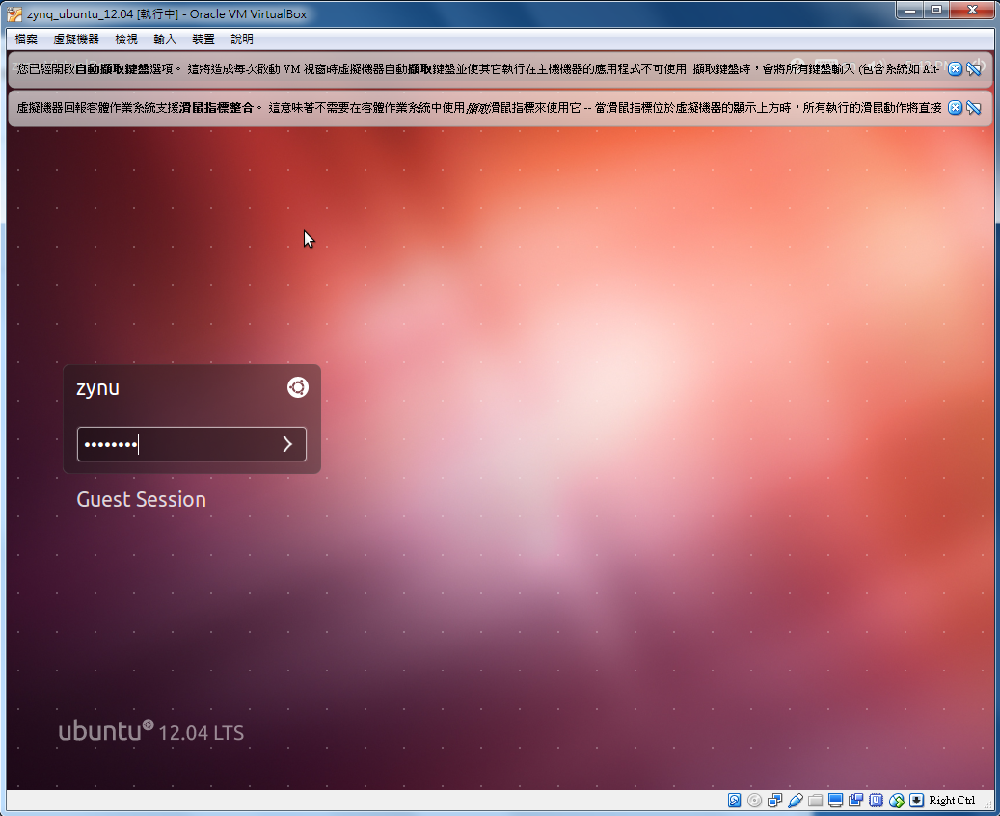 zynq_ubuntu_12.04 [執行中] - Oracle VM VirtualBox
檔案 虛擬機器 檢視 輸入 裝置 說明
您已經開啟自動擷取鍵盤選項。 這將造成每次啟動 VM 視窗時虛擬機器自動擷取鍵盤並使其它執行在主機機器的應用程式不可使用: 擷取鍵盤時，會將所有鍵盤輸入 (包含系統如 Alt-
虛擬機器回報客體作業系統支援滑鼠指標整合。 這意味著不需要在客體作業系統中使用滑鼠指標來使用它 -- 當滑鼠指標位於虛擬機器的顯示上方時，所有執行的滑鼠動作將直接
zynu
Guest Session
ubuntu 12.04 LTS
Right Ctrl